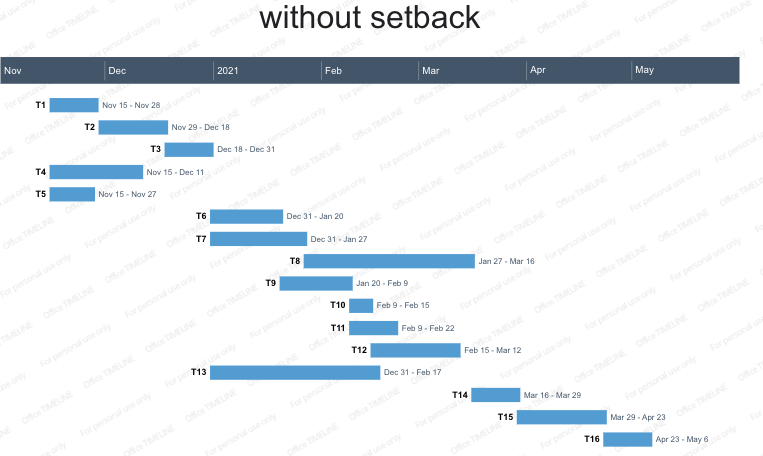 without setback
Nov Dec 2021 Feb Mar Apr May
T1 Nov 15 - Nov 28
T2 Nov 29 - Dec 18
T3 Dec 18 - Dec 31
T4 Nov 15 - Dec 11
T5 Nov 15 - Nov 27
T6 Dec 31 - Jan 20
T7 Dec 31 - Jan 27
T8 Jan 27 - Mar 16
T9 Jan 20 - Feb 9
T10 Feb 9 - Feb 15
T11 Feb 9 - Feb 22
T12 Feb 15 - Mar 12
T13 Dec 31 - Feb 17
T14 Mar 16 - Mar 29
T15 Mar 29 - Apr 23
T16 Apr 23 - May 6
Office TIMELINE
For personal use only